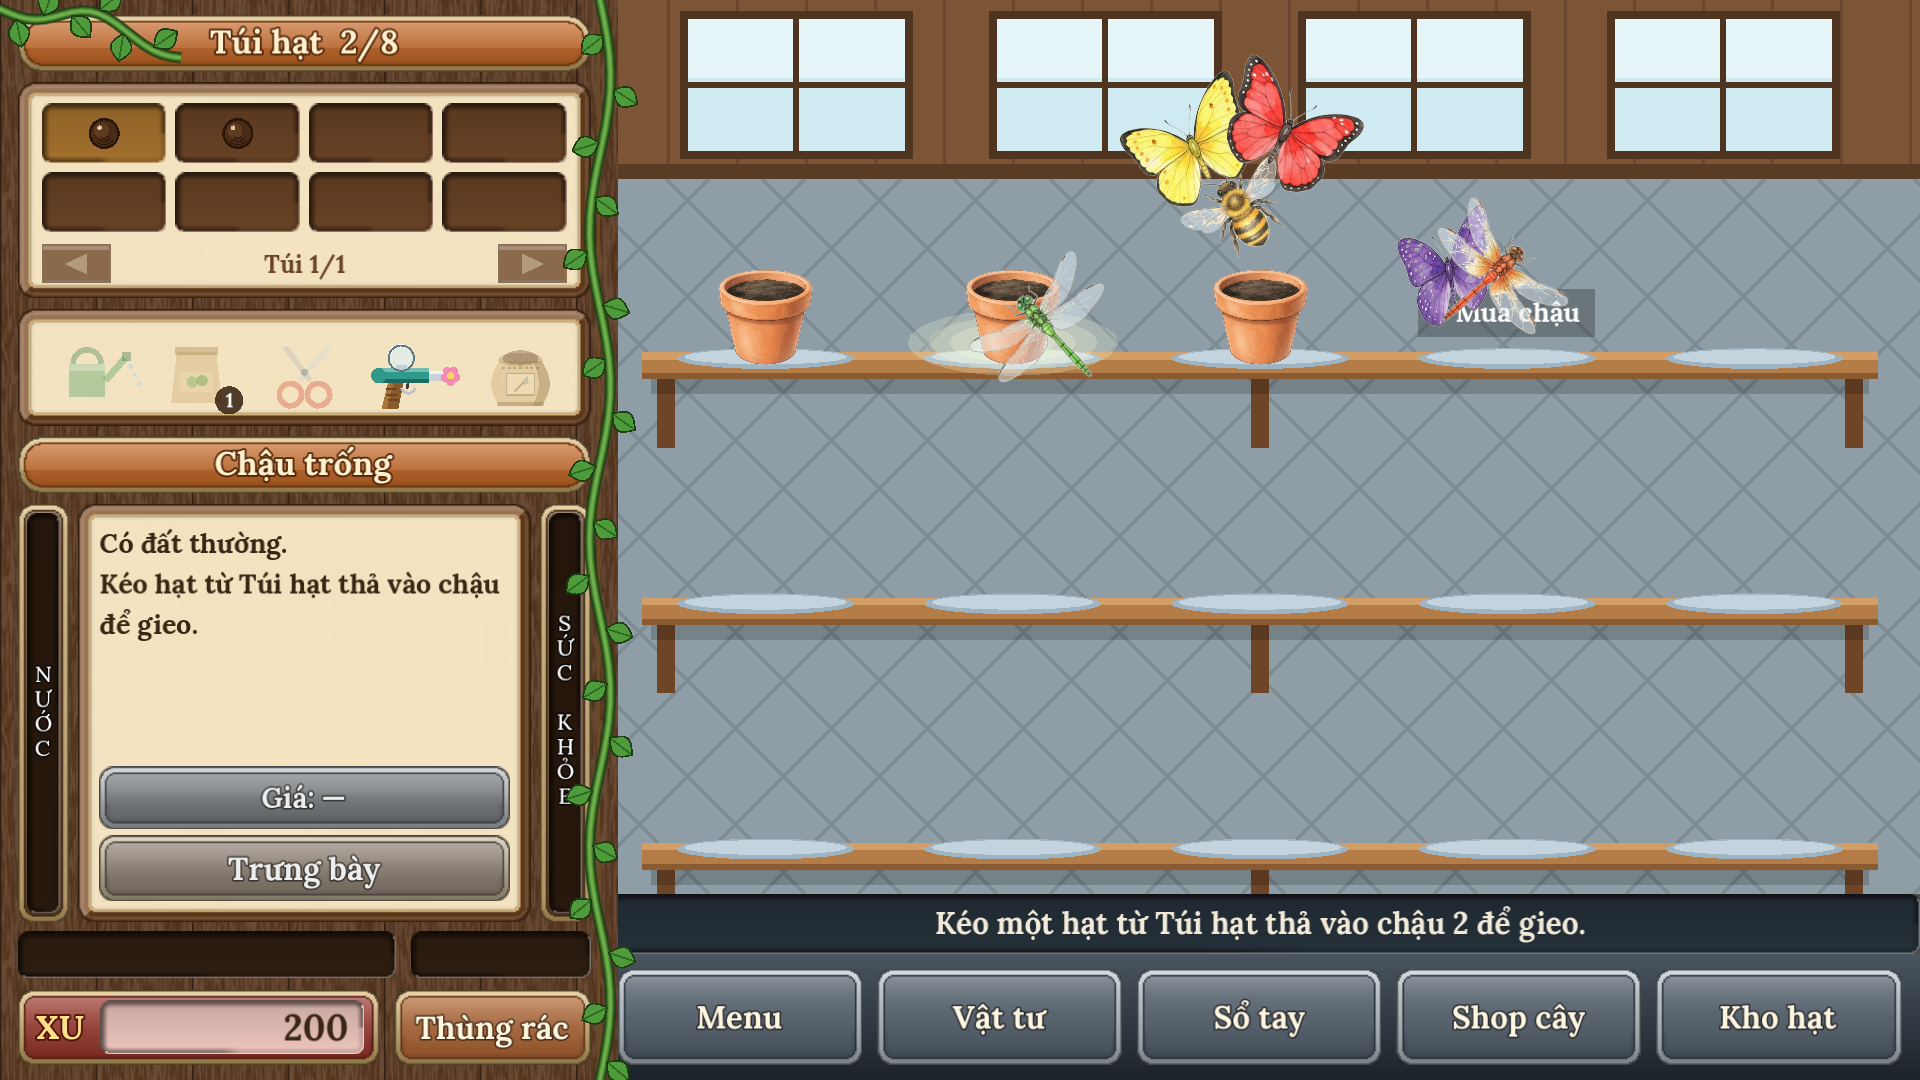 Túi hạt 2/8
Túi 1/1
1
Chậu trống
NƯỚC
Có đất thường.
Kéo hạt từ Túi hạt thả vào chậu
để gieo.
Giá: —
Trưng bày
SỨC KHỎE
XU 200
Thùng rác
Mua chậu
Kéo một hạt từ Túi hạt thả vào chậu 2 để gieo.
Menu
Vật tư
Sổ tay
Shop cây
Kho hạt